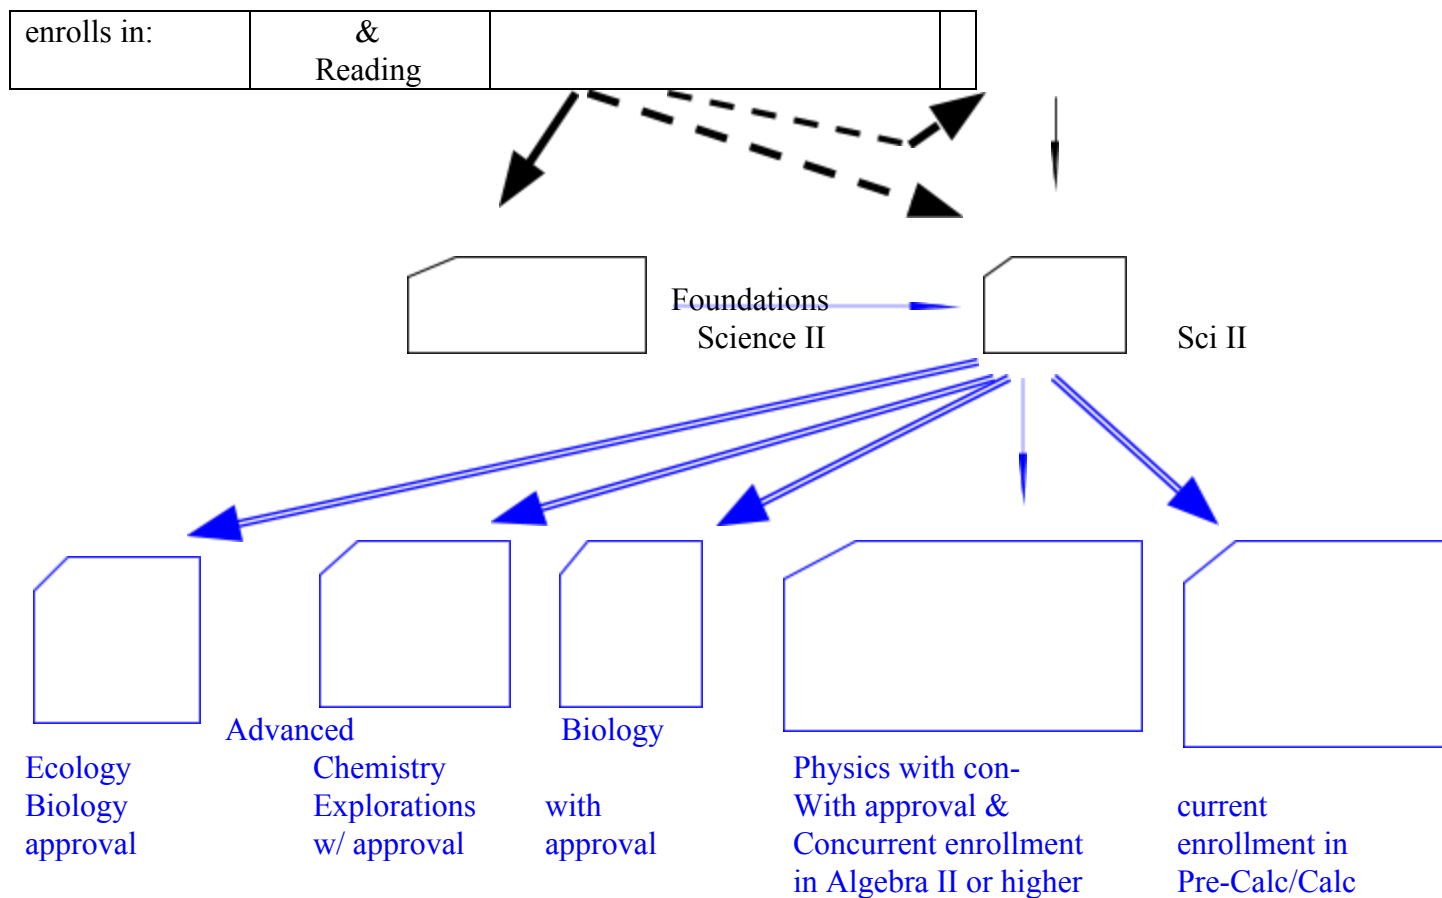 enrolls in: &
Reading
Foundations
Science II Sci II
Advanced Biology
Ecology Chemistry Physics with con-
Biology Explorations with With approval & current
approval w/ approval approval Concurrent enrollment enrollment in
in Algebra II or higher Pre-Calc/Calc